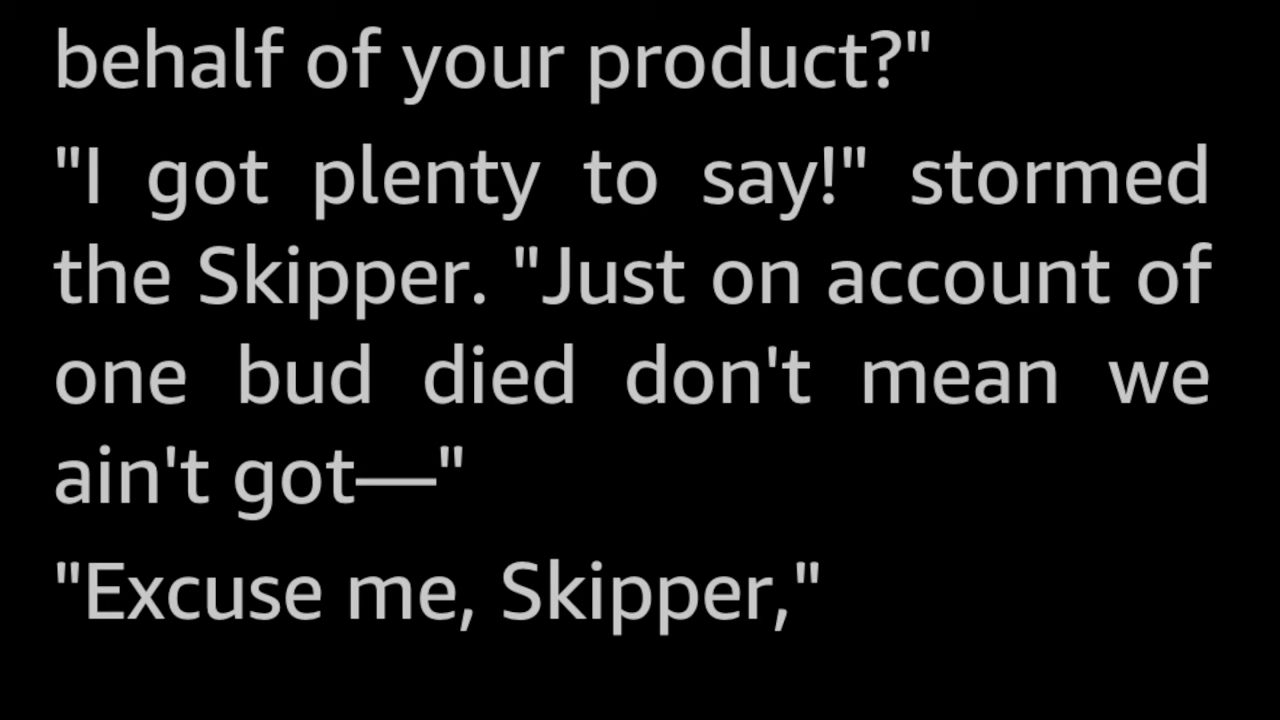 behalf of your product?"
"I got plenty to say!" stormed
the Skipper. "Just on account of
one bud died don't mean we
ain't got—"
"Excuse me, Skipper,"